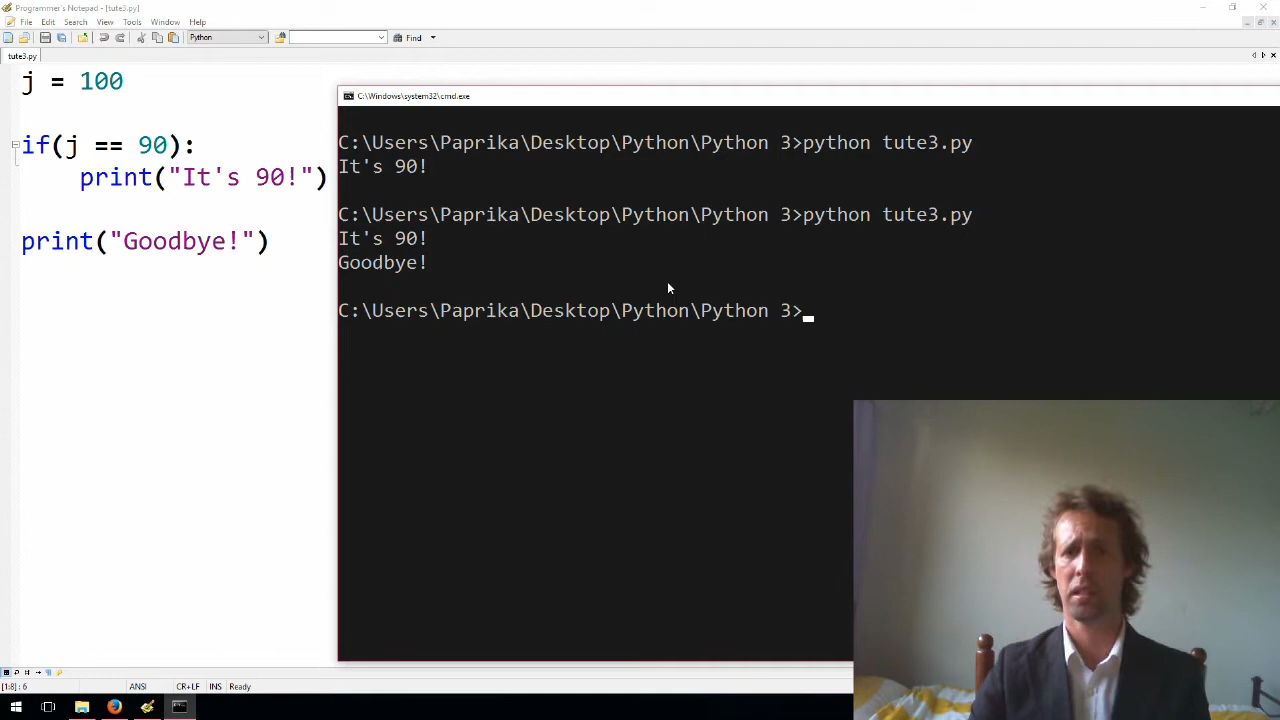 Programmer's Notepad - [tute3.py]
File Edit Search View Tools Window Help
Python
Find
tute3.py
j = 100
if(j == 90):
print("It's 90!")
print("Goodbye!")
C:\Windows\system32\cmd.exe
C:\Users\Paprika\Desktop\Python\Python 3>python tute3.py
It's 90!
C:\Users\Paprika\Desktop\Python\Python 3>python tute3.py
It's 90!
Goodbye!
C:\Users\Paprika\Desktop\Python\Python 3>
[1:8] : 6 ANSI CR+LF INS Ready